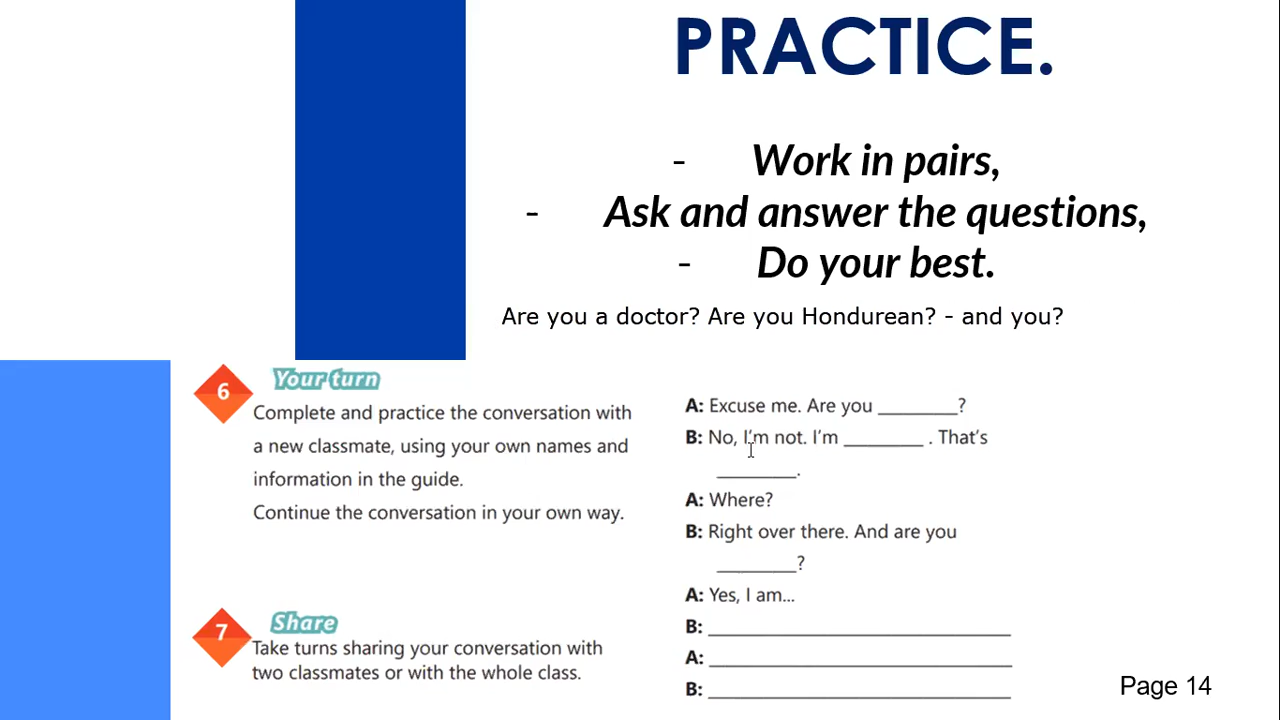 PRACTICE.
- Work in pairs,
- Ask and answer the questions,
- Do your best.
Are you a doctor? Are you Hondurean? - and you?
6 Your turn
Complete and practice the conversation with
a new classmate, using your own names and
information in the guide.
Continue the conversation in your own way.
7 Share
Take turns sharing your conversation with
two classmates or with the whole class.
A: Excuse me. Are you ________?
B: No, I'm not. I'm ________ . That's
________.
A: Where?
B: Right over there. And are you
________?
A: Yes, I am...
B: ______________________________
A: ______________________________
B: ______________________________
Page 14